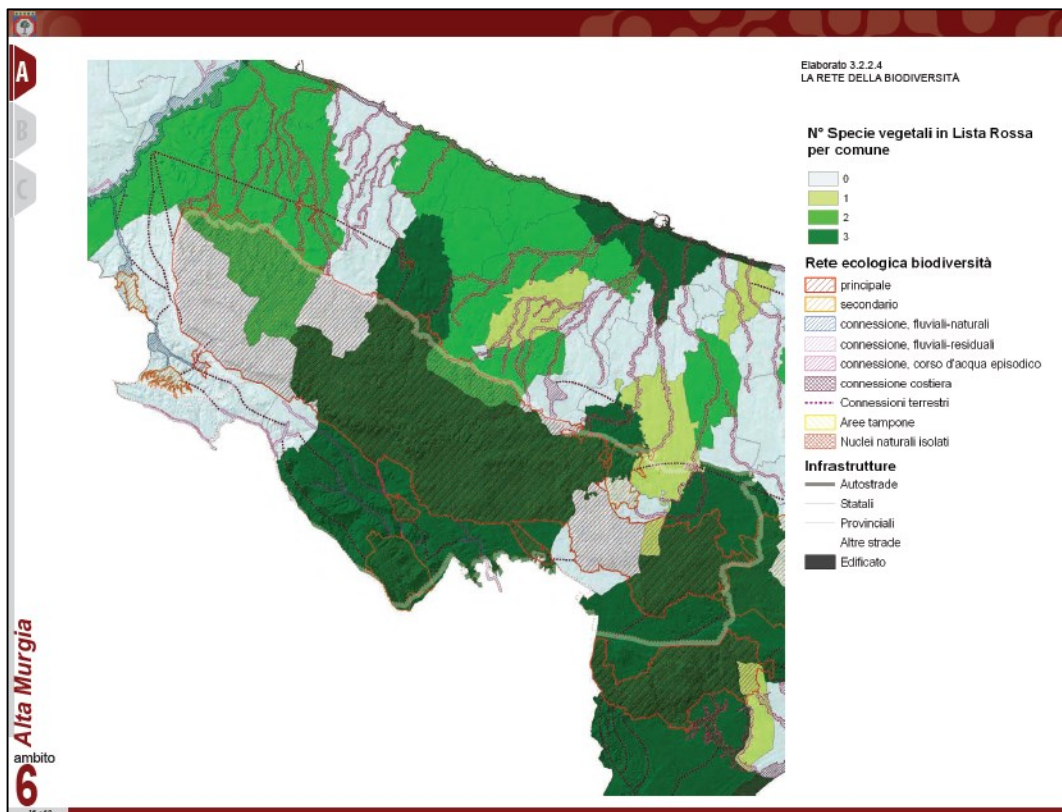 A
B
C
Alta Murgia
ambito
6
Elaborato 3.2.2.4
LA RETE DELLA BIODIVERSITÀ
N° Specie vegetali in Lista Rossa
per comune
0
1
2
3
Rete ecologica biodiversità
principale
secondario
connessione, fluviali-naturali
connessione, fluviali-residuali
connessione, corso d'acqua episodico
connessione costiera
Connessioni terrestri
Aree tampone
Nuclei naturali isolati
Infrastrutture
Autostrade
Statali
Provinciali
Altre strade
Edificato